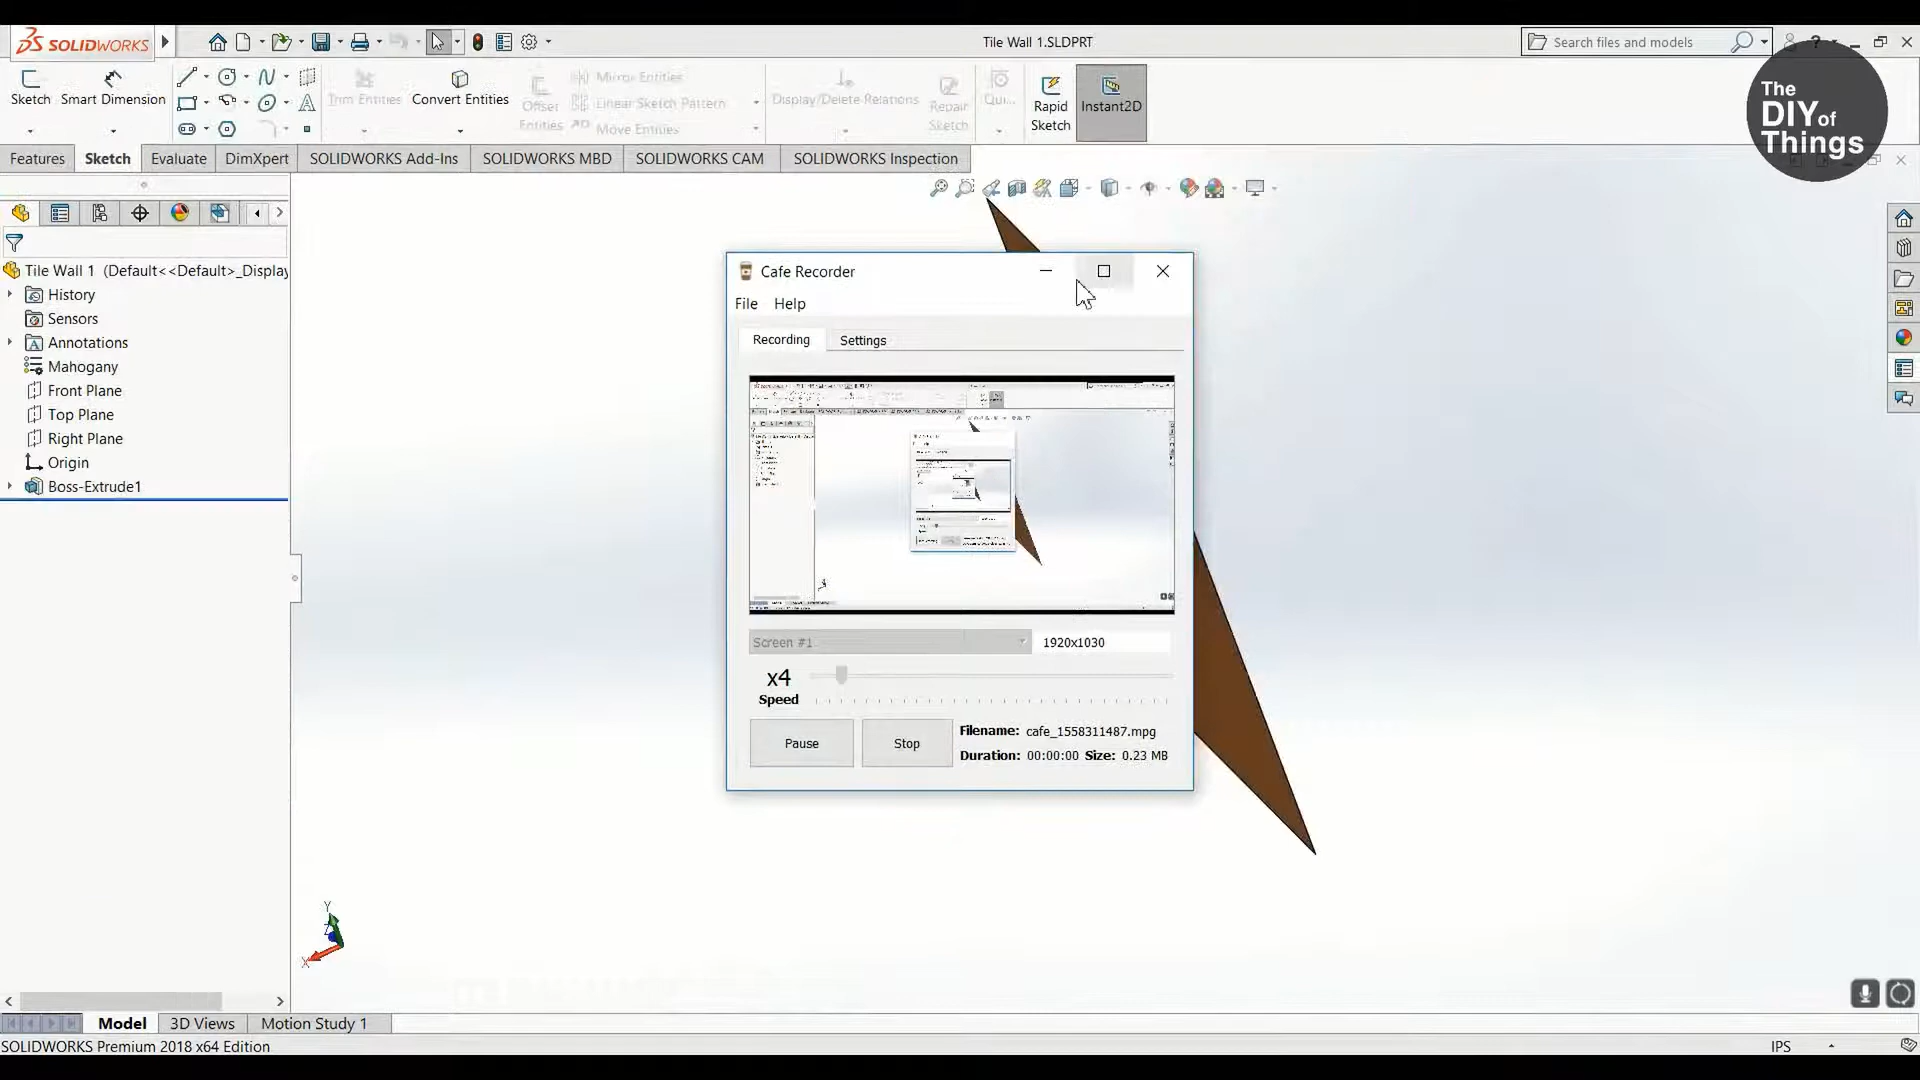 SOLIDWORKS
Tile Wall 1.SLDPRT
Search files and models
?
The
DIY of
Things
Sketch
Smart Dimension
Trim Entities
Convert Entities
Offset
Entities
Mirror Entities
Linear Sketch Pattern
Move Entities
Display/Delete Relations
Repair
Sketch
Qui...
Rapid
Sketch
Instant2D
Features
Sketch
Evaluate
DimXpert
SOLIDWORKS Add-Ins
SOLIDWORKS MBD
SOLIDWORKS CAM
SOLIDWORKS Inspection
Tile Wall 1 (Default<<Default>_Display
History
Sensors
Annotations
Mahogany
Front Plane
Top Plane
Right Plane
Origin
Boss-Extrude1
Cafe Recorder
File Help
Recording
Settings
Screen #1
1920x1030
x4
Speed
Pause
Stop
Filename: cafe_1558311487.mpg
Duration: 00:00:00 Size: 0.23 MB
Y
Z
X
Model
3D Views
Motion Study 1
SOLIDWORKS Premium 2018 x64 Edition
IPS